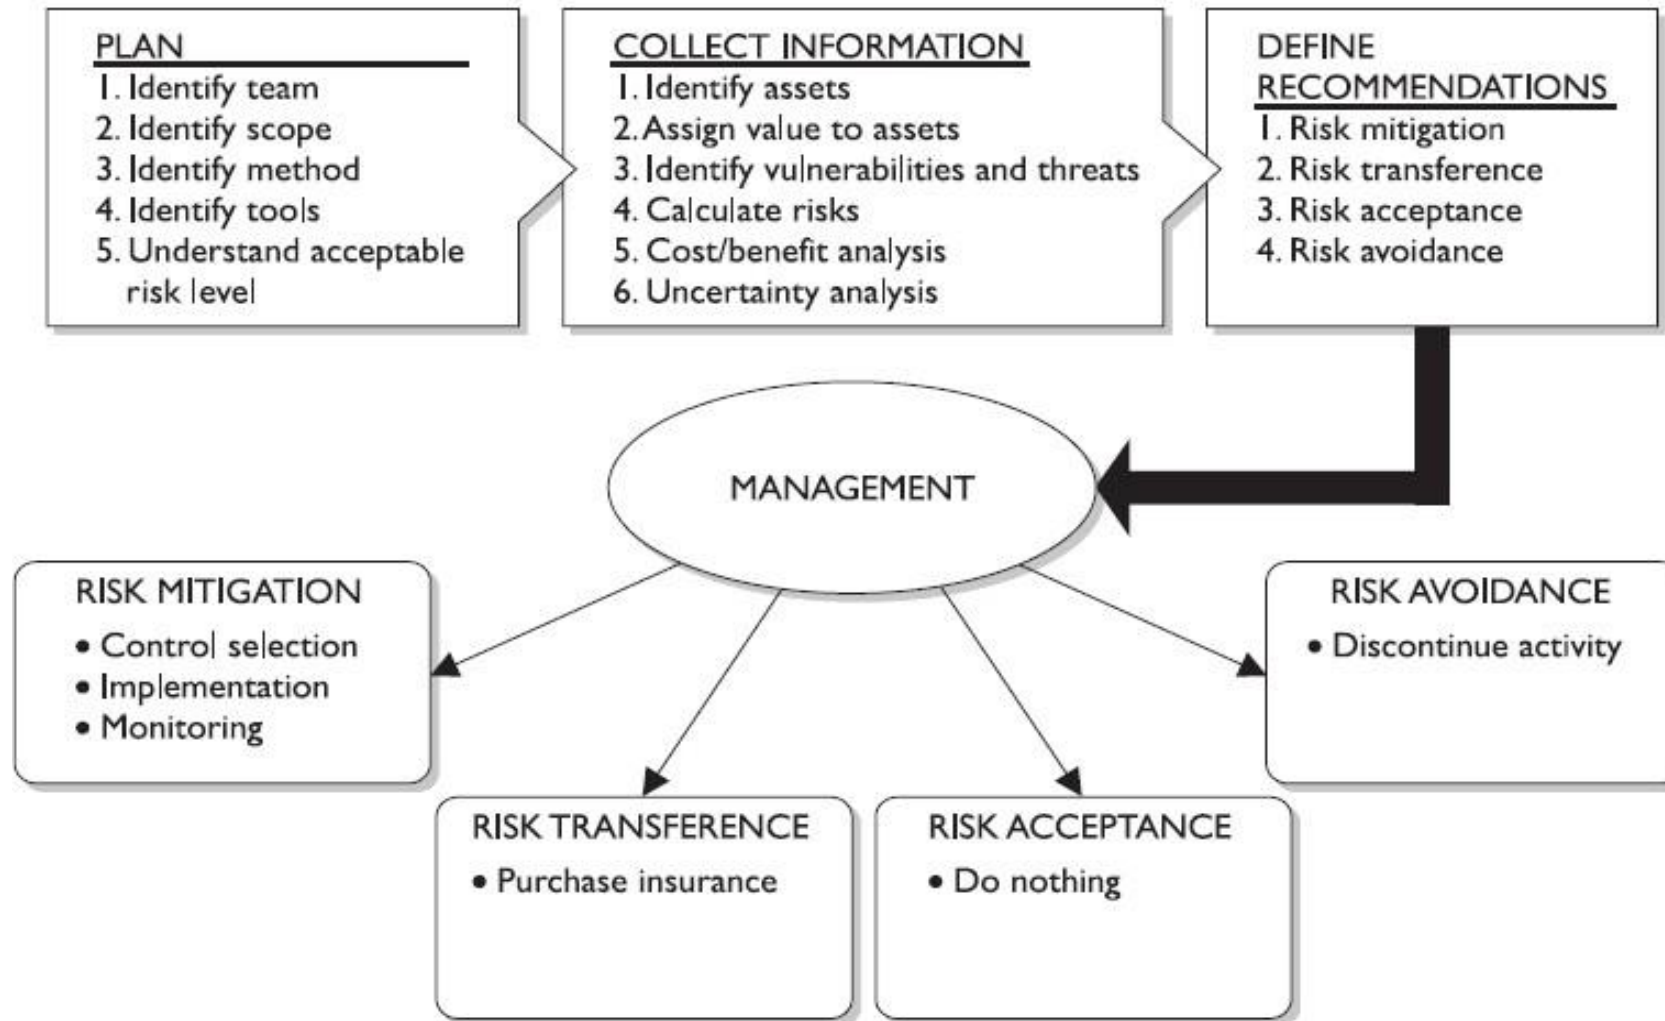 PLAN
1. Identify team
2. Identify scope
3. Identify method
4. Identify tools
5. Understand acceptable
risk level
COLLECT INFORMATION
1. Identify assets
2. Assign value to assets
3. Identify vulnerabilities and threats
4. Calculate risks
5. Cost/benefit analysis
6. Uncertainty analysis
DEFINE
RECOMMENDATIONS
1. Risk mitigation
2. Risk transference
3. Risk acceptance
4. Risk avoidance
MANAGEMENT
RISK MITIGATION
• Control selection
• Implementation
• Monitoring
RISK TRANSFERENCE
• Purchase insurance
RISK ACCEPTANCE
• Do nothing
RISK AVOIDANCE
• Discontinue activity